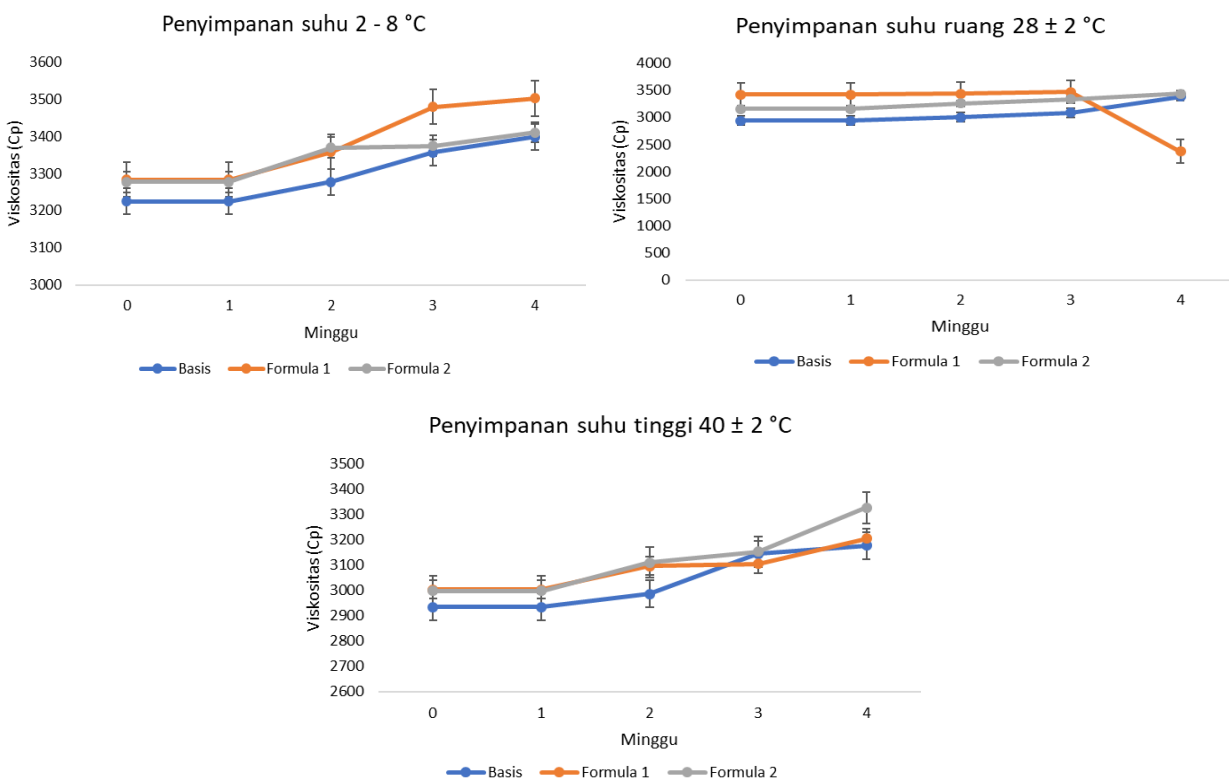 Penyimpanan suhu 2 - 8 °C
3600
3500
3400
3300
3200
3100
3000
Viskositas (Cp)
0 1 2 3 4
Minggu
Basis Formula 1 Formula 2
Penyimpanan suhu ruang 28 ± 2 °C
4000
3500
3000
2500
2000
1500
1000
500
0
Viskositas (Cp)
0 1 2 3 4
Minggu
Basis Formula 1 Formula 2
Penyimpanan suhu tinggi 40 ± 2 °C
3500
3400
3300
3200
3100
3000
2900
2800
2700
2600
Viskositas (Cp)
0 1 2 3 4
Minggu
Basis Formula 1 Formula 2